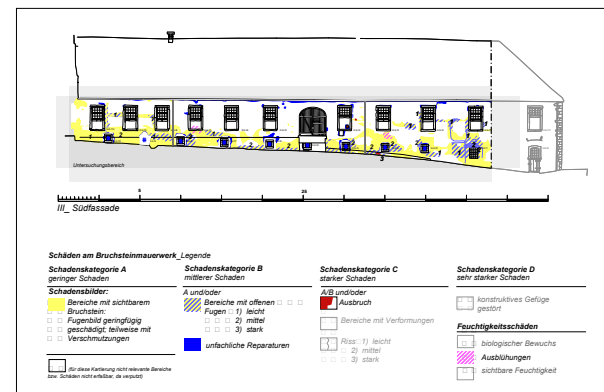 Untersuchungsbereich
5
25
III_ Südfassade
Schäden am Bruchsteinmauerwerk_Legende
Schadenskategorie A
geringer Schaden
Schadensbilder:
Bereiche mit sichtbarem
Bruchstein:
Fugenbild geringfügig
geschädigt; teilweise mit
Verschmutzungen
(für diese Kartierung nicht relevante Bereiche
bzw. Schäden nicht erfaßbar, da verputzt)
Schadenskategorie B
mittlerer Schaden
A und/oder
Bereiche mit offenen
Fugen 1) leicht
2) mittel
3) stark
unfachliche Reparaturen
Schadenskategorie C
starker Schaden
A/B und/oder
Ausbruch
Bereiche mit Verformungen
Riss 1) leicht
2) mittel
3) stark
Schadenskategorie D
sehr starker Schaden
konstruktives Gefüge
gestört
Feuchtigkeitsschäden
biologischer Bewuchs
Ausblühungen
sichtbare Feuchtigkeit